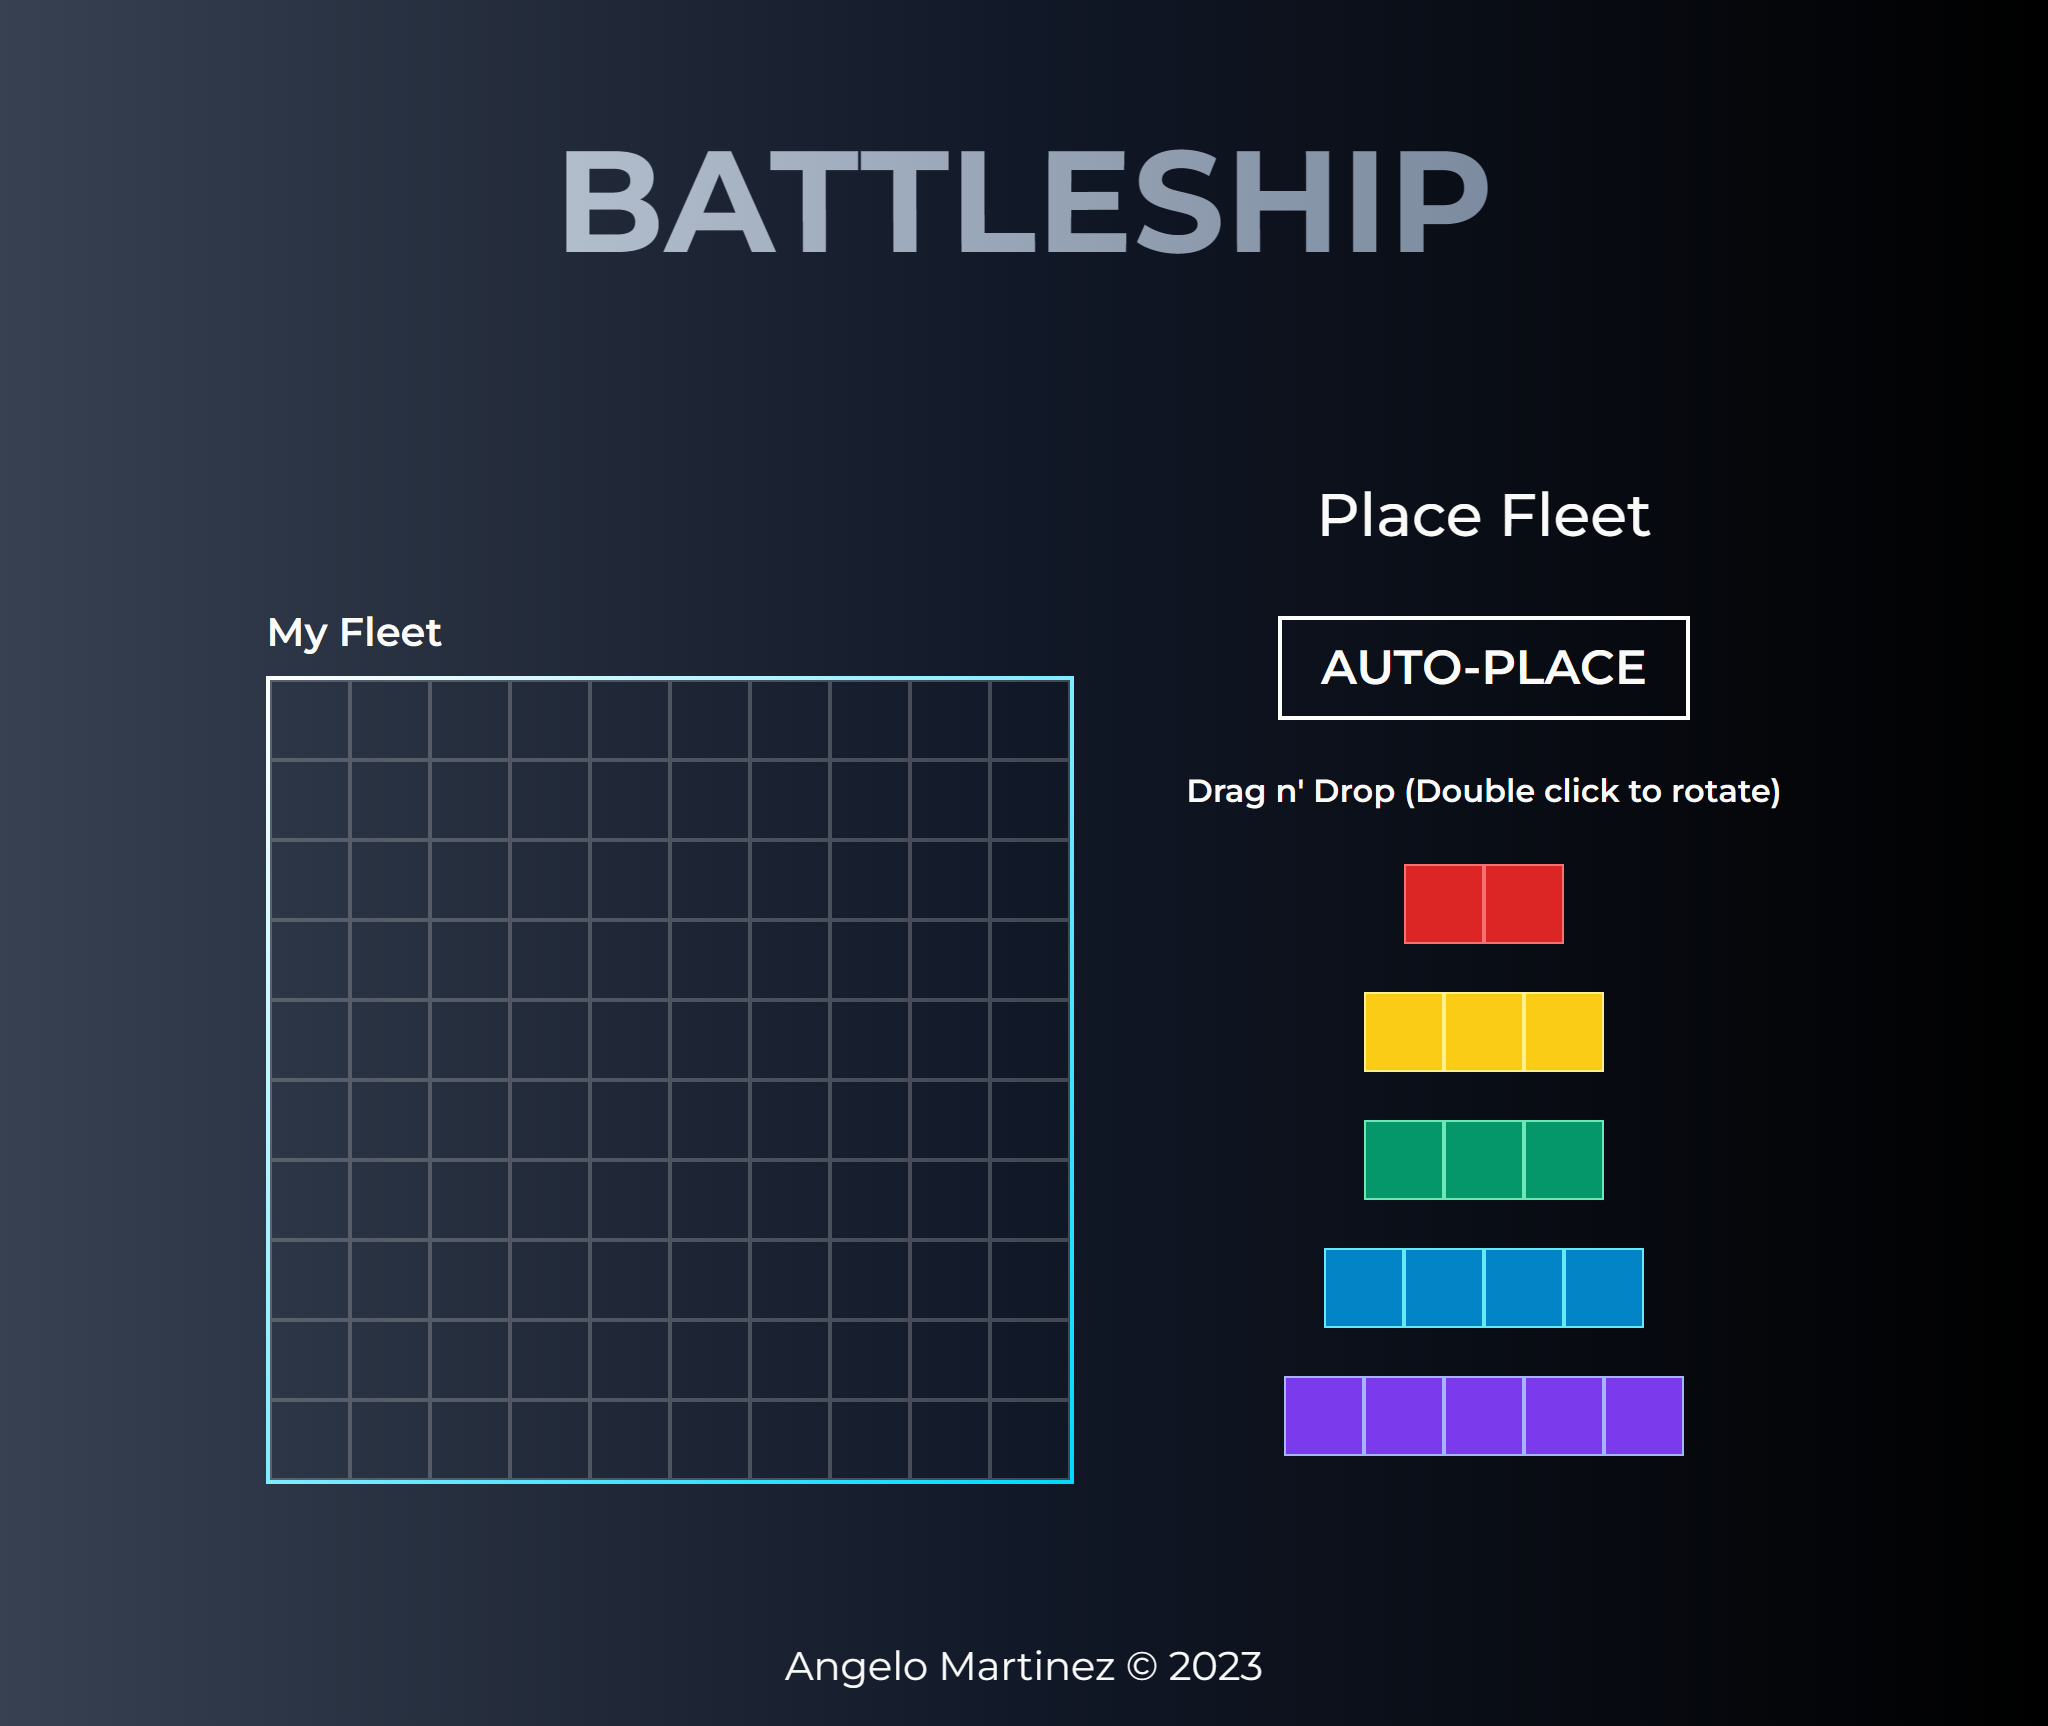 BATTLESHIP
Place Fleet
My Fleet
AUTO-PLACE
Drag n' Drop (Double click to rotate)
Angelo Martinez © 2023